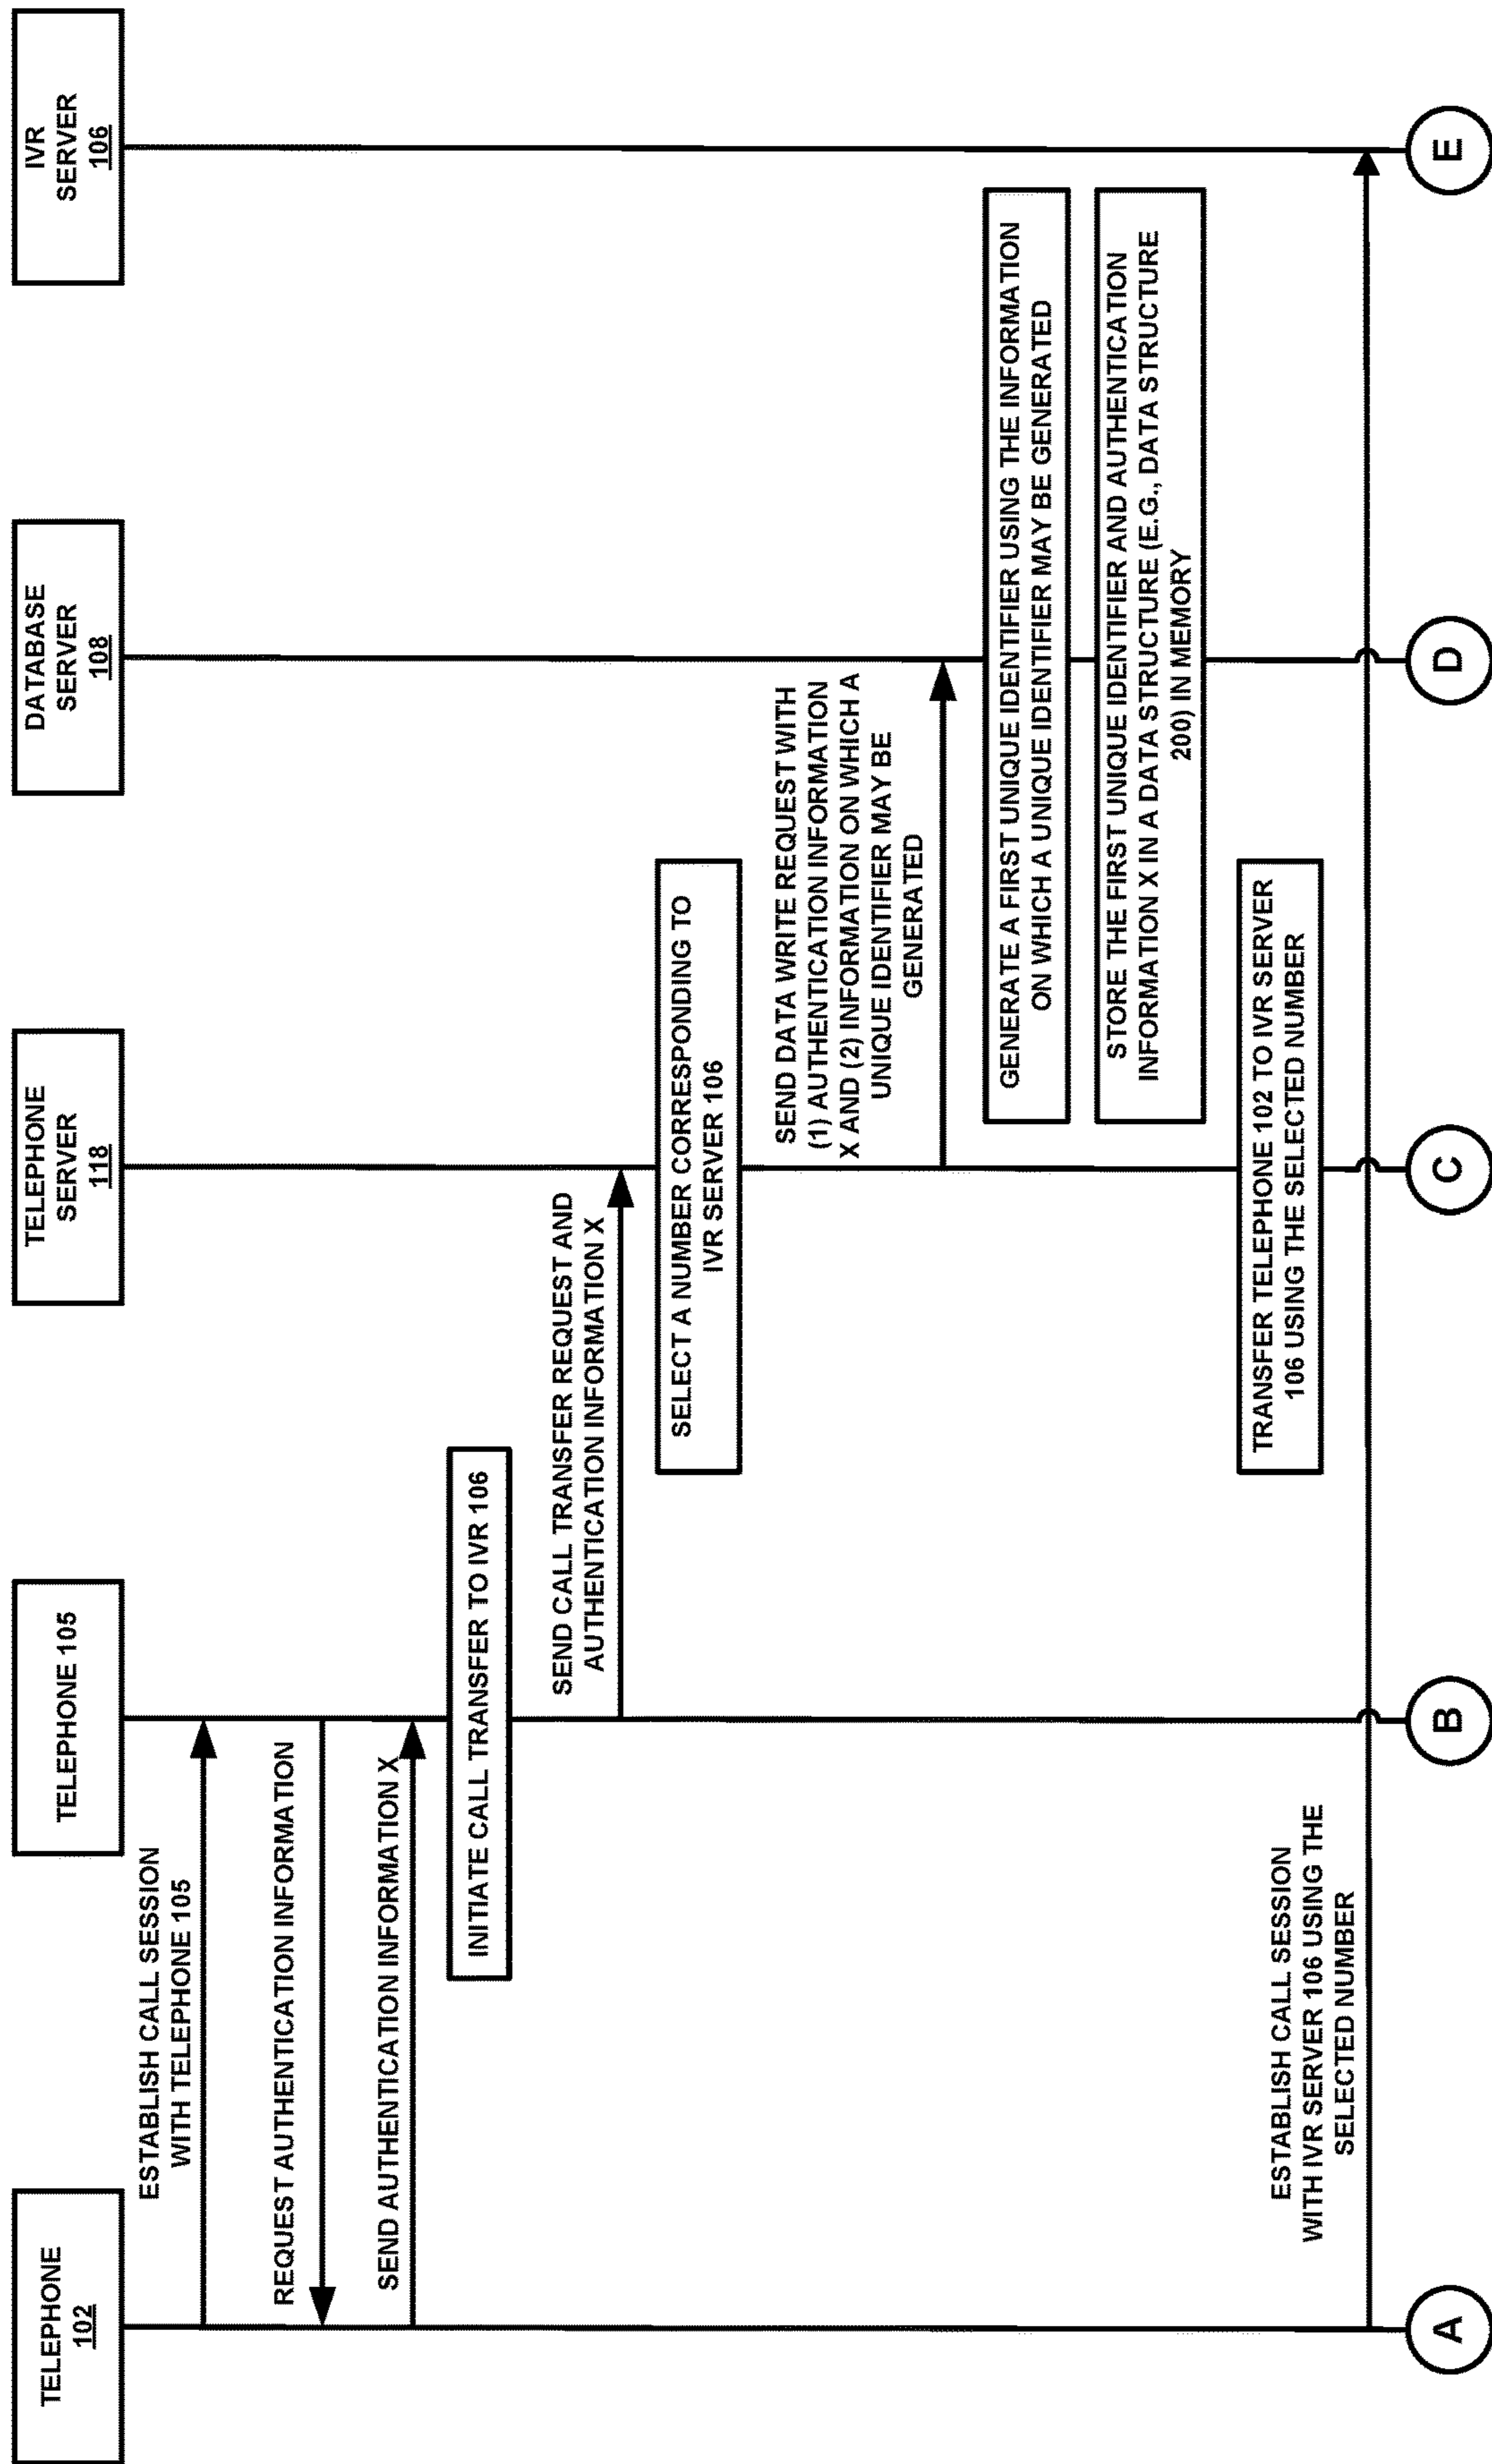 TELEPHONE
102
TELEPHONE 105
TELEPHONE
SERVER
118
DATABASE
SERVER
108
IVR
SERVER
106
ESTABLISH CALL SESSION
WITH TELEPHONE 105
REQUEST AUTHENTICATION INFORMATION
SEND AUTHENTICATION INFORMATION X
INITIATE CALL TRANSFER TO IVR 106
SEND CALL TRANSFER REQUEST AND
AUTHENTICATION INFORMATION X
SELECT A NUMBER CORRESPONDING TO
IVR SERVER 106
SEND DATA WRITE REQUEST WITH
(1) AUTHENTICATION INFORMATION
X AND (2) INFORMATION ON WHICH A
UNIQUE IDENTIFIER MAY BE
GENERATED
GENERATE A FIRST UNIQUE IDENTIFIER USING THE INFORMATION
ON WHICH A UNIQUE IDENTIFIER MAY BE GENERATED
STORE THE FIRST UNIQUE IDENTIFIER AND AUTHENTICATION
INFORMATION X IN A DATA STRUCTURE (E.G., DATA STRUCTURE
200) IN MEMORY
TRANSFER TELEPHONE 102 TO IVR SERVER
106 USING THE SELECTED NUMBER
ESTABLISH CALL SESSION
WITH IVR SERVER 106 USING THE
SELECTED NUMBER
A
B
C
D
E